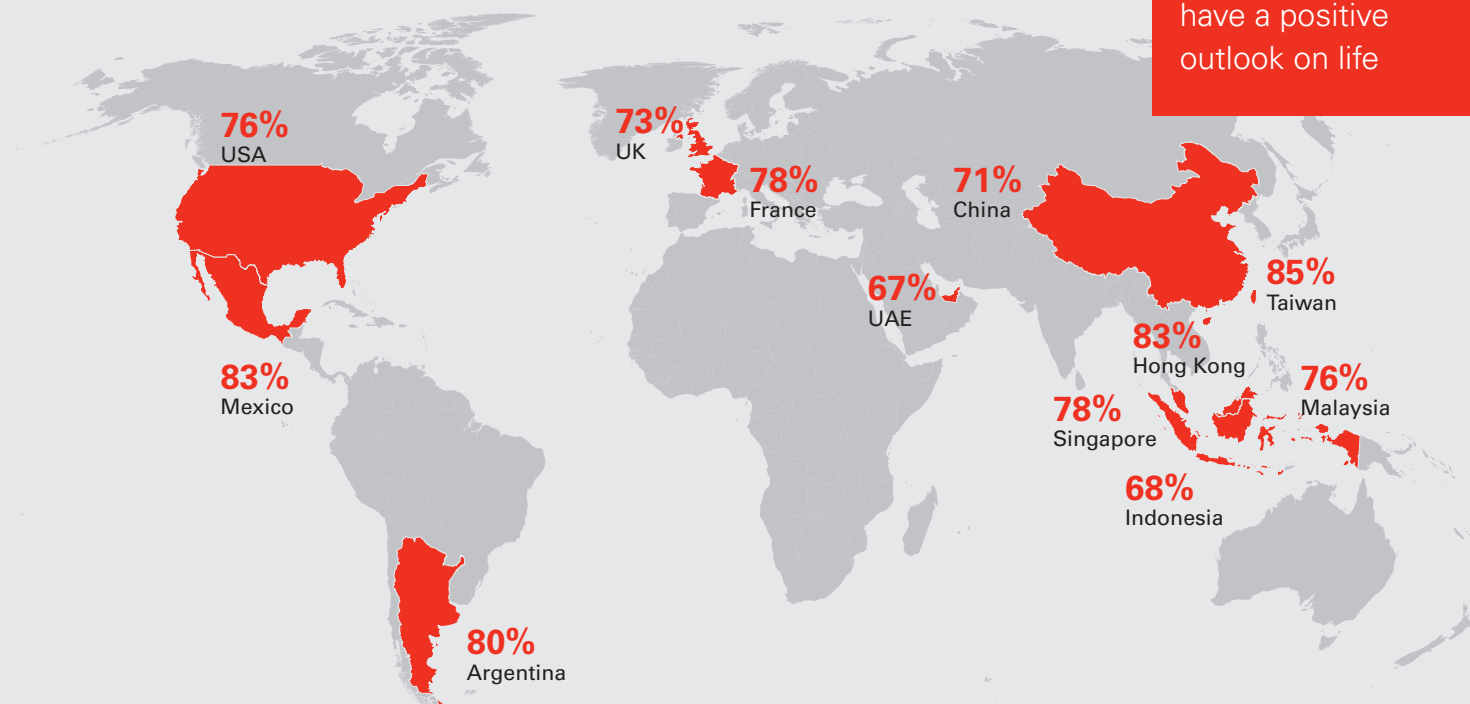 have a positive
outlook on life
76%
USA
73%
UK
78%
France
71%
China
85%
Taiwan
67%
UAE
83%
Hong Kong
83%
Mexico
76%
Malaysia
78%
Singapore
68%
Indonesia
80%
Argentina